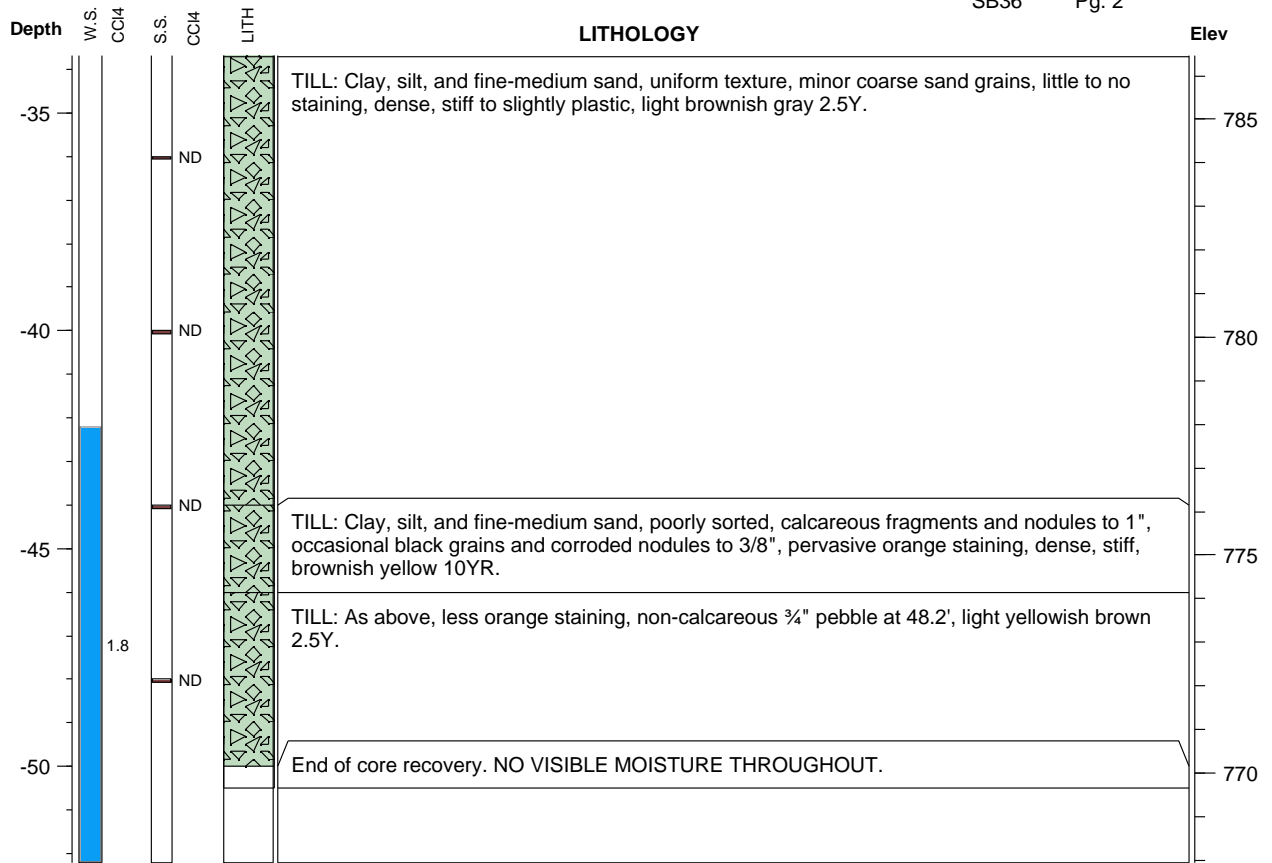 SB36 Pg. 2
Depth W.S. CCl4 S.S. CCl4 LITH LITHOLOGY Elev
TILL: Clay, silt, and fine-medium sand, uniform texture, minor coarse sand grains, little to no
staining, dense, stiff to slightly plastic, light brownish gray 2.5Y.
-35
785
ND
-40
ND
780
ND
TILL: Clay, silt, and fine-medium sand, poorly sorted, calcareous fragments and nodules to 1",
occasional black grains and corroded nodules to 3/8", pervasive orange staining, dense, stiff,
brownish yellow 10YR.
-45
775
TILL: As above, less orange staining, non-calcareous ¾" pebble at 48.2', light yellowish brown
2.5Y.
1.8
ND
End of core recovery. NO VISIBLE MOISTURE THROUGHOUT.
-50
770